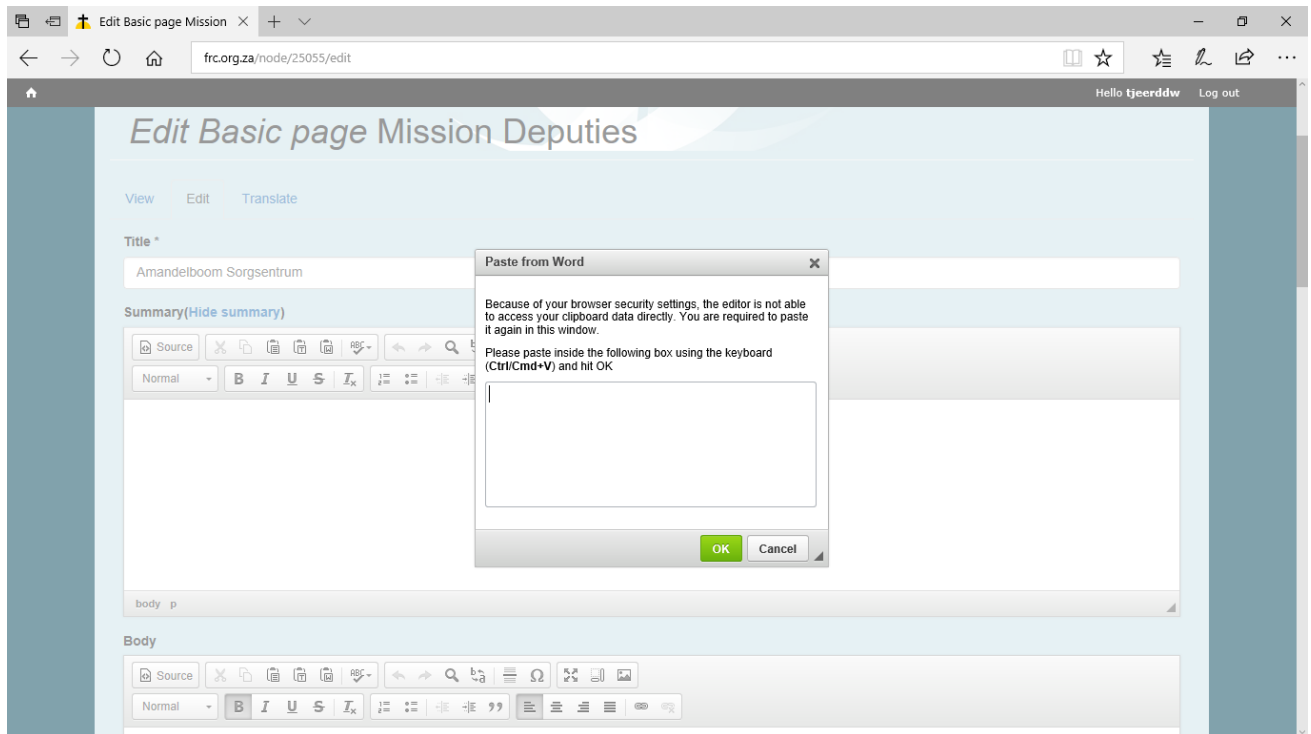 Edit Basic page Mission
frc.org.za/node/25055/edit
Hello tjeerddw Log out
Edit Basic page Mission Deputies
View Edit Translate
Title *
Amandelboom Sorgsentrum
Summary(Hide summary)
Source
Normal
B I U S Ix
body p
Paste from Word
Because of your browser security settings, the editor is not able
to access your clipboard data directly. You are required to paste
it again in this window.
Please paste inside the following box using the keyboard
(Ctrl/Cmd+V) and hit OK
OK Cancel
Body
Source
Ω
Normal
B I U S Ix